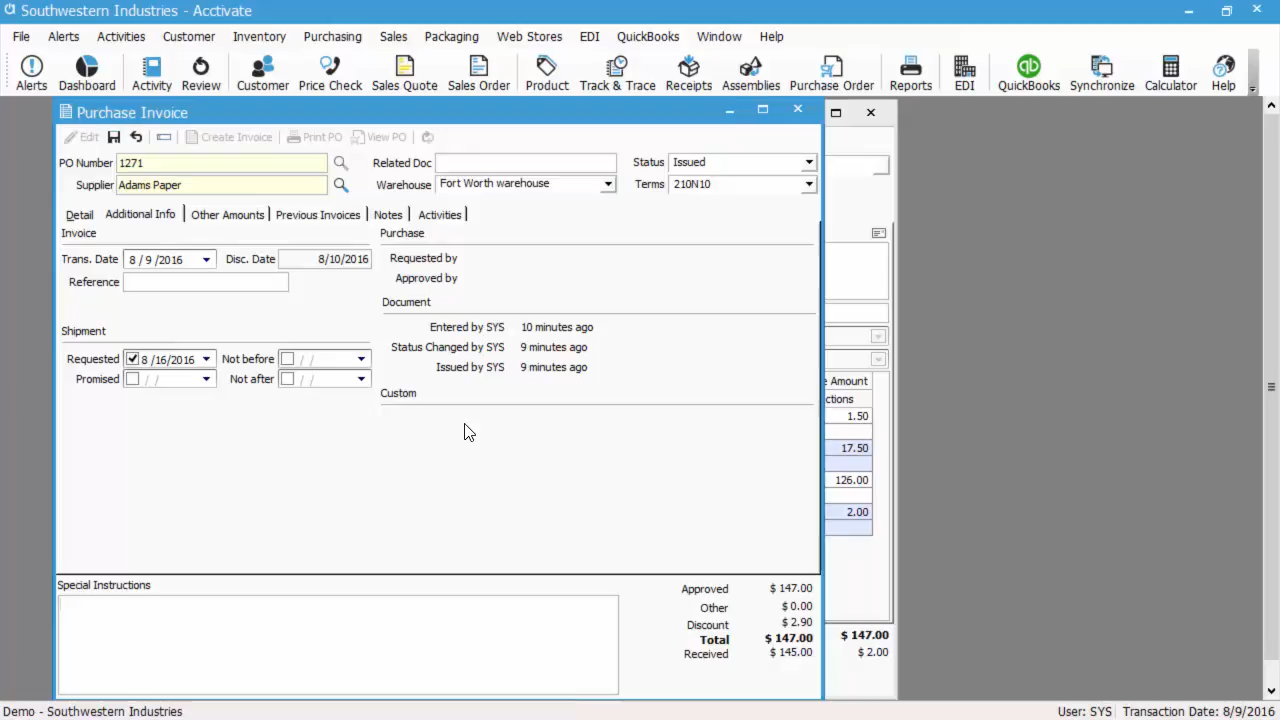 Southwestern Industries - Acctivate
File Alerts Activities Customer Inventory Purchasing Sales Packaging Web Stores EDI QuickBooks Window Help
Alerts Dashboard Activity Review Customer Price Check Sales Quote Sales Order Product Track & Trace Receipts Assemblies Purchase Order Reports EDI QuickBooks Synchronize Calculator Help
Purchase Invoice
Edit Create Invoice Print PO View PO
PO Number 1271 Related Doc Status Issued
Supplier Adams Paper Warehouse Fort Worth warehouse Terms 210N10
Detail Additional Info Other Amounts Previous Invoices Notes Activities
Invoice Purchase
Trans. Date 8 / 9 /2016 Disc. Date 8/10/2016 Requested by
Reference Approved by
Document
Shipment Entered by SYS 10 minutes ago
Status Changed by SYS 9 minutes ago
Requested 8 /16/2016 Not before / / Issued by SYS 9 minutes ago
Promised / / Not after / / Custom
e Amount
ctions
1.50
17.50
126.00
2.00
Special Instructions Approved $ 147.00
Other $ 0.00
Discount $ 2.90
Total $ 147.00 $ 147.00
Received $ 145.00 $ 2.00
Demo - Southwestern Industries User: SYS Transaction Date: 8/9/2016